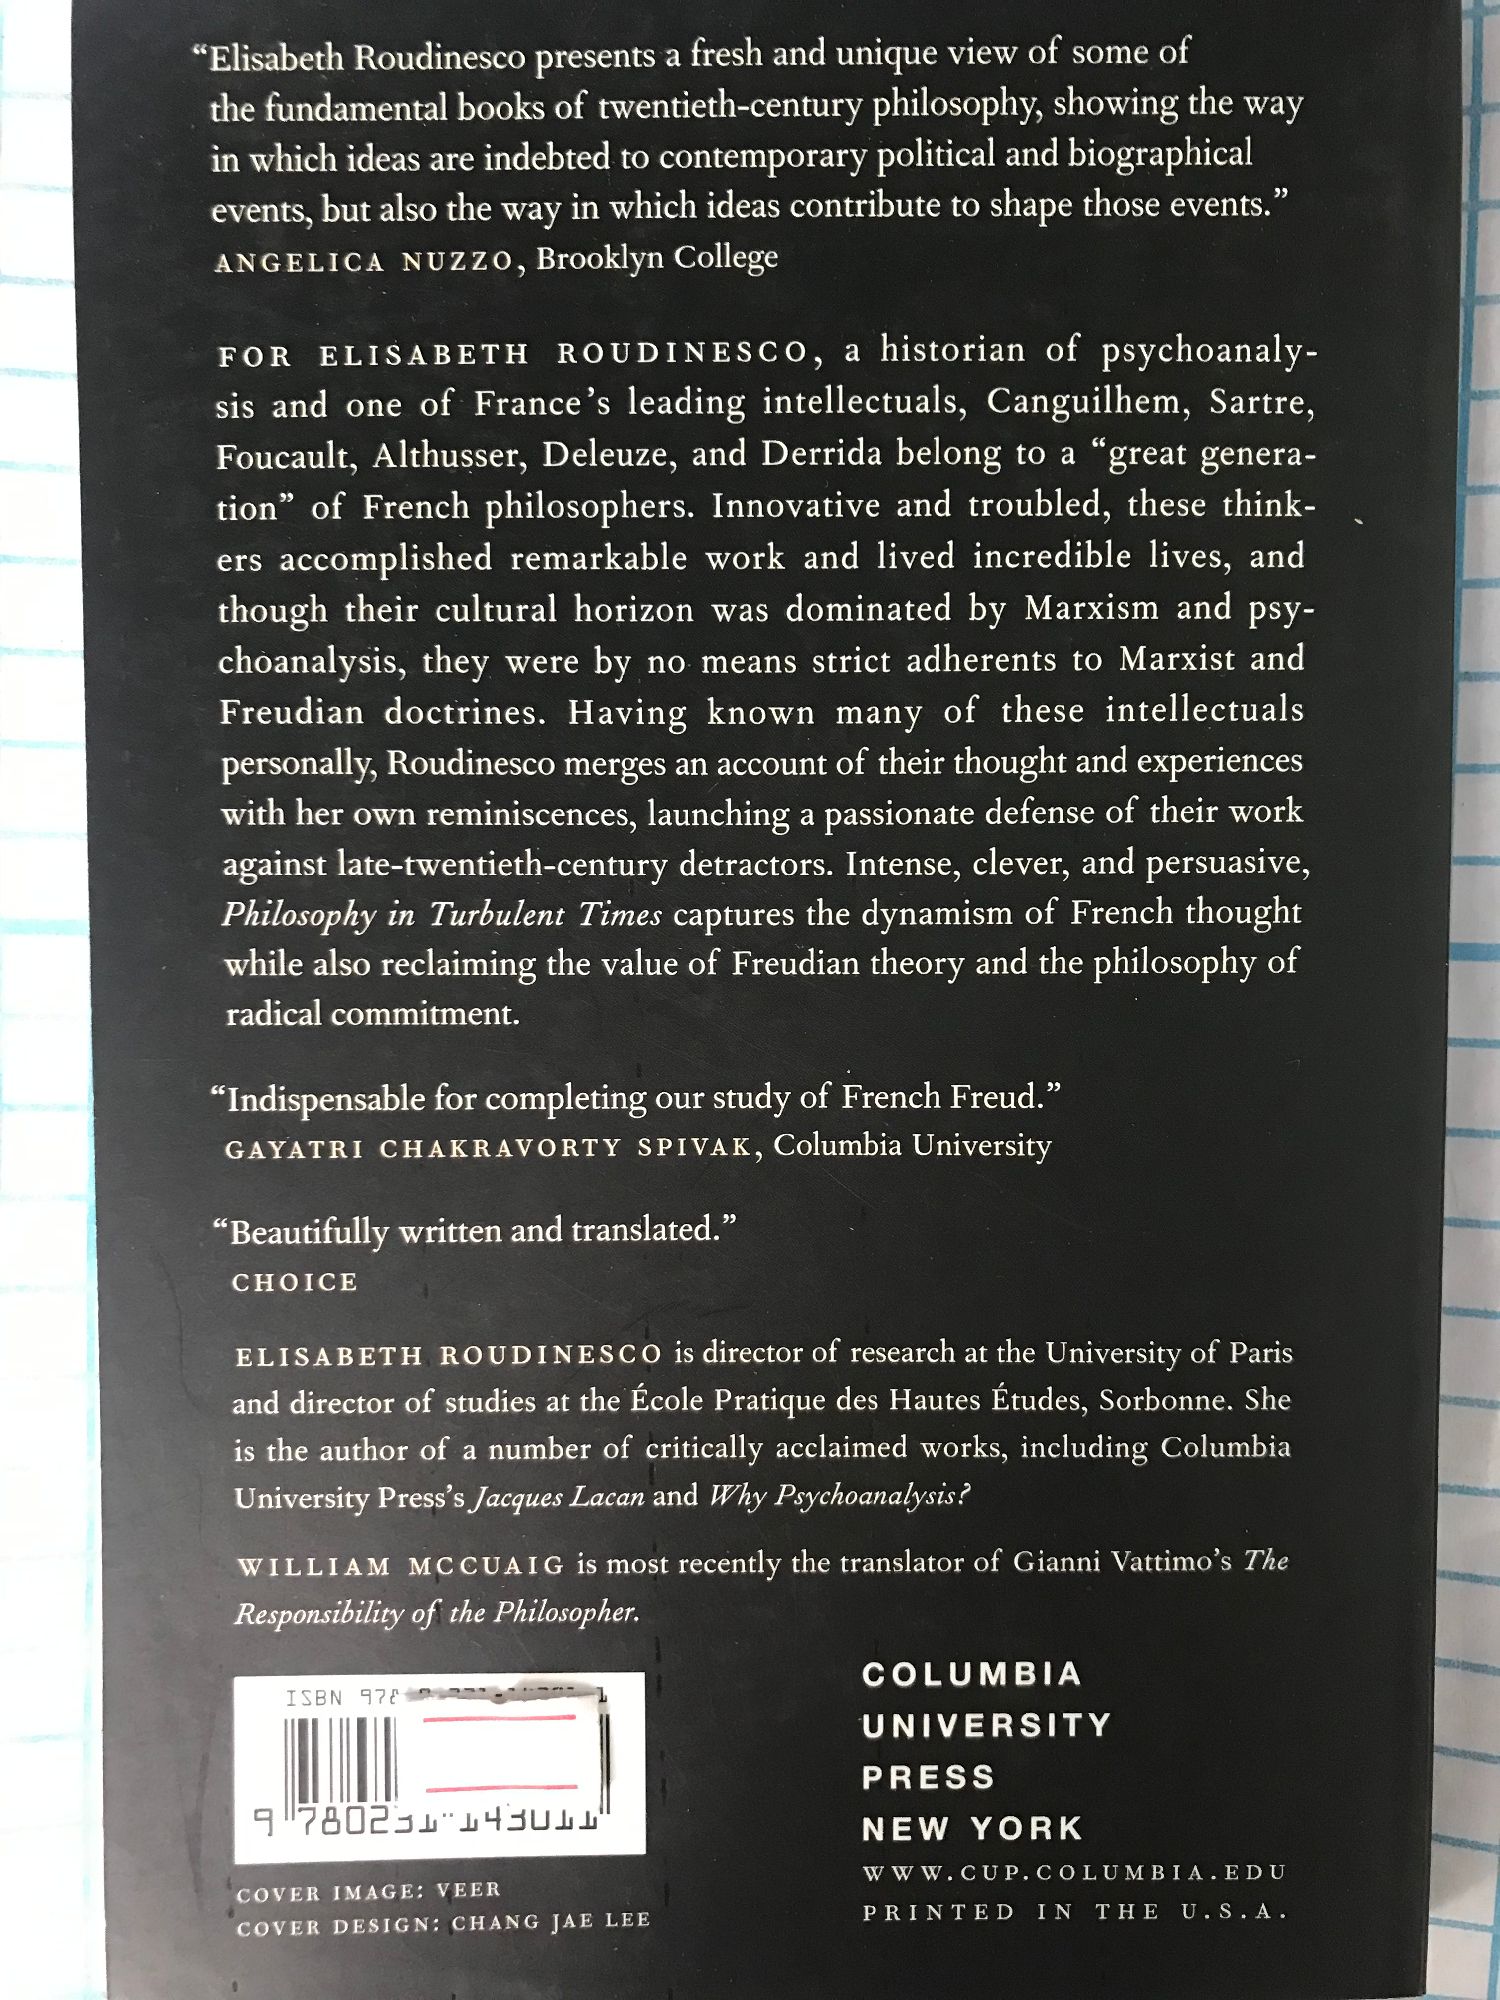 “Elisabeth Roudinesco presents a fresh and unique view of some of
the fundamental books of twentieth-century philosophy, showing the way
in which ideas are indebted to contemporary political and biographical
events, but also the way in which ideas contribute to shape those events.”
ANGELICA NUZZO, Brooklyn College
FOR ELISABETH ROUDINESCO, a historian of psychoanaly-
sis and one of France’s leading intellectuals, Canguilhem, Sartre,
Foucault, Althusser, Deleuze, and Derrida belong to a “great genera-
tion” of French philosophers. Innovative and troubled, these think-
ers accomplished remarkable work and lived incredible lives, and
though their cultural horizon was dominated by Marxism and psy-
choanalysis, they were by no means strict adherents to Marxist and
Freudian doctrines. Having known many of these intellectuals
personally, Roudinesco merges an account of their thought and experiences
with her own reminiscences, launching a passionate defense of their work
against late-twentieth-century detractors. Intense, clever, and persuasive,
Philosophy in Turbulent Times captures the dynamism of French thought
while also reclaiming the value of Freudian theory and the philosophy of
radical commitment.
“Indispensable for completing our study of French Freud.”
GAYATRI CHAKRAVORTY SPIVAK, Columbia University
“Beautifully written and translated.”
CHOICE
ELISABETH ROUDINESCO is director of research at the University of Paris
and director of studies at the École Pratique des Hautes Études, Sorbonne. She
is the author of a number of critically acclaimed works, including Columbia
University Press’s Jacques Lacan and Why Psychoanalysis?
WILLIAM MCCUAIG is most recently the translator of Gianni Vattimo’s The
Responsibility of the Philosopher.
ISBN 978
9 780231 143011
COVER IMAGE: VEER
COVER DESIGN: CHANG JAE LEE
COLUMBIA
UNIVERSITY
PRESS
NEW YORK
WWW.CUP.COLUMBIA.EDU
PRINTED IN THE U.S.A.